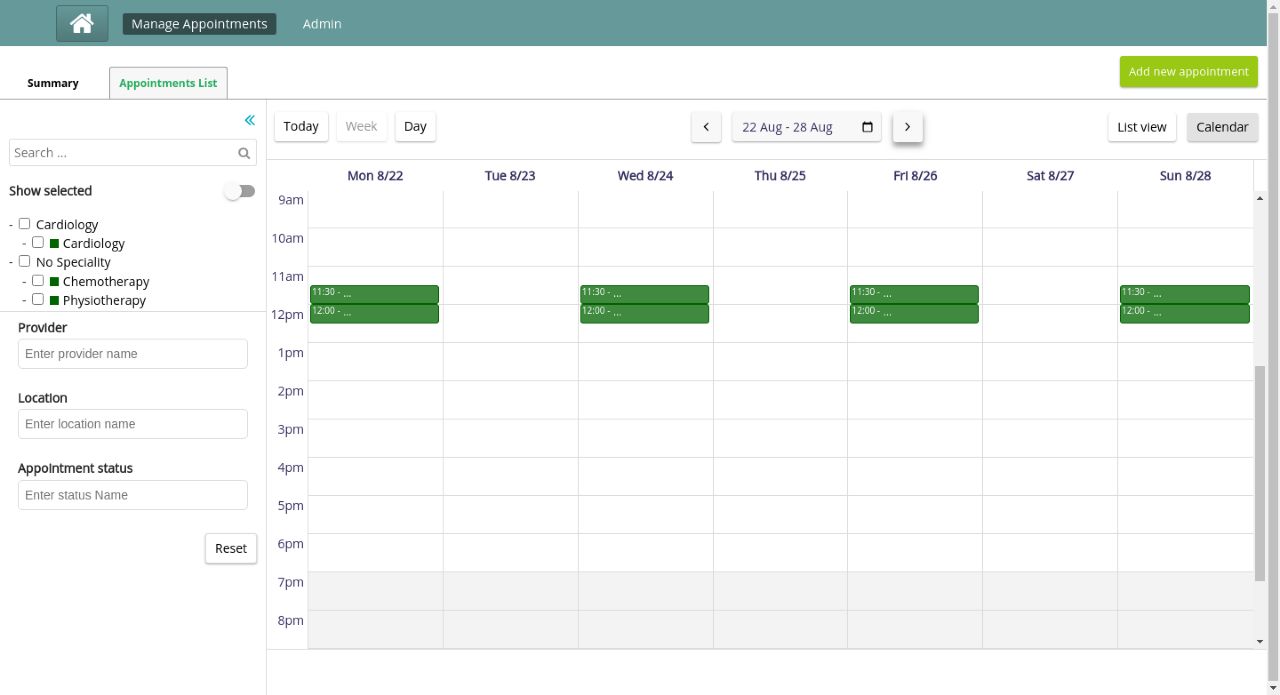 Manage Appointments
Admin
Summary
Appointments List
Add new appointment
Today
Week
Day
22 Aug - 28 Aug
List view
Calendar
Search ...
Show selected
- Cardiology
- Cardiology
- No Speciality
- Chemotherapy
- Physiotherapy
Provider
Enter provider name
Location
Enter location name
Appointment status
Enter status Name
Reset
Mon 8/22
Tue 8/23
Wed 8/24
Thu 8/25
Fri 8/26
Sat 8/27
Sun 8/28
9am
10am
11am
11:30 - ...
11:30 - ...
11:30 - ...
11:30 - ...
12pm
12:00 - ...
12:00 - ...
12:00 - ...
12:00 - ...
1pm
2pm
3pm
4pm
5pm
6pm
7pm
8pm